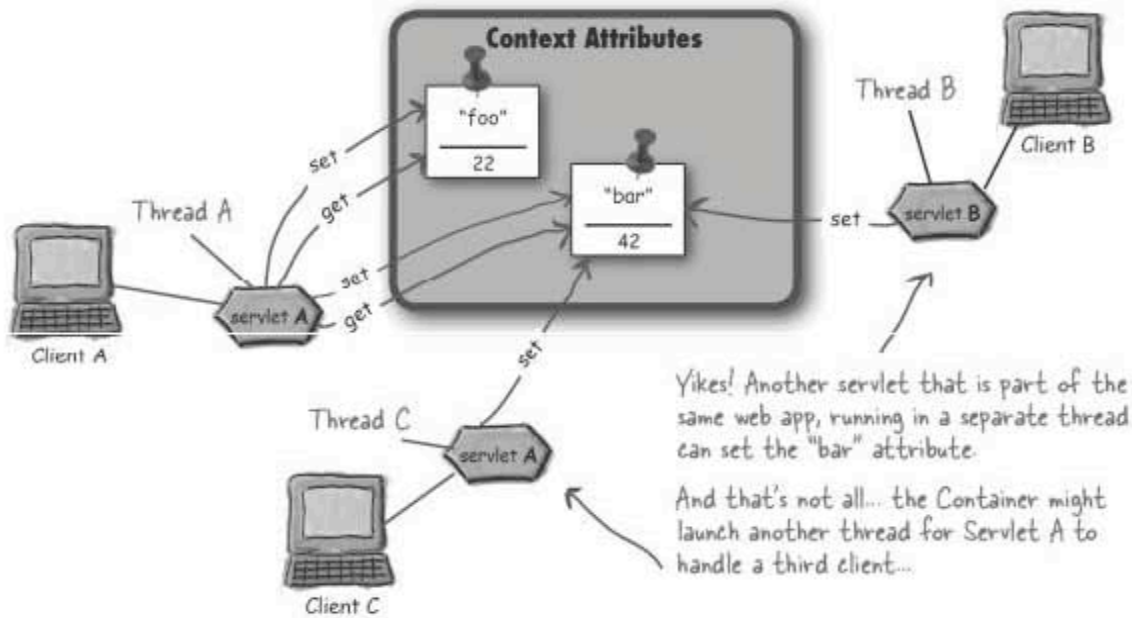 Context Attributes
"foo"
22
"bar"
42
set
get
set
get
set
set
Thread A
servlet A
Client A
Thread B
Client B
servlet B
Thread C
servlet A
Client C
Yikes! Another servlet that is part of the
same web app, running in a separate thread
can set the "bar" attribute.
And that's not all... the Container might
launch another thread for Servlet A to
handle a third client...